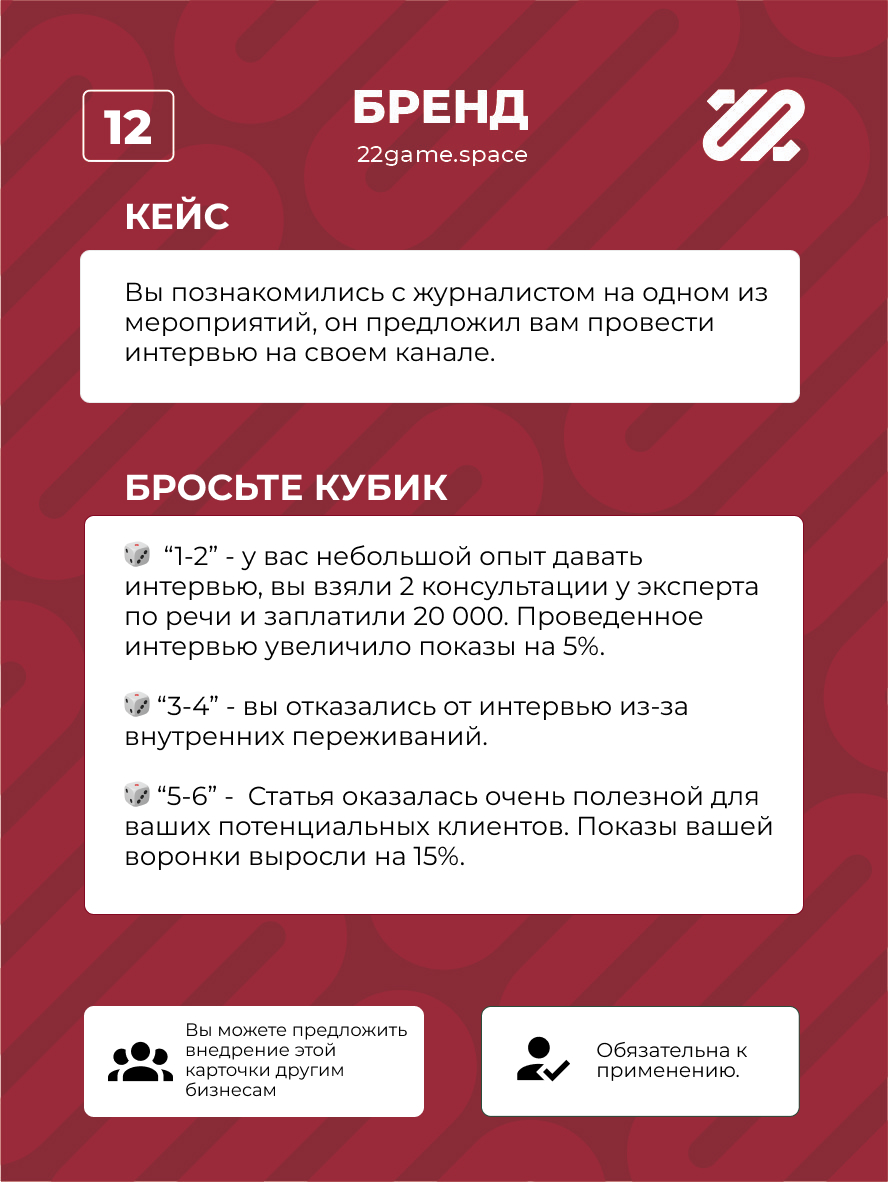 12
БРЕНД
22game.space
КЕЙС
Вы познакомились с журналистом на одном из
мероприятий, он предложил вам провести
интервью на своем канале.
БРОСЬТЕ КУБИК
“1-2” - у вас небольшой опыт давать
интервью, вы взяли 2 консультации у эксперта
по речи и заплатили 20 000. Проведенное
интервью увеличило показы на 5%.
“3-4” - вы отказались от интервью из-за
внутренних переживаний.
“5-6” -  Статья оказалась очень полезной для
ваших потенциальных клиентов. Показы вашей
воронки выросли на 15%.
Вы можете предложить
внедрение этой
карточки другим
бизнесам
Обязательна к
применению.